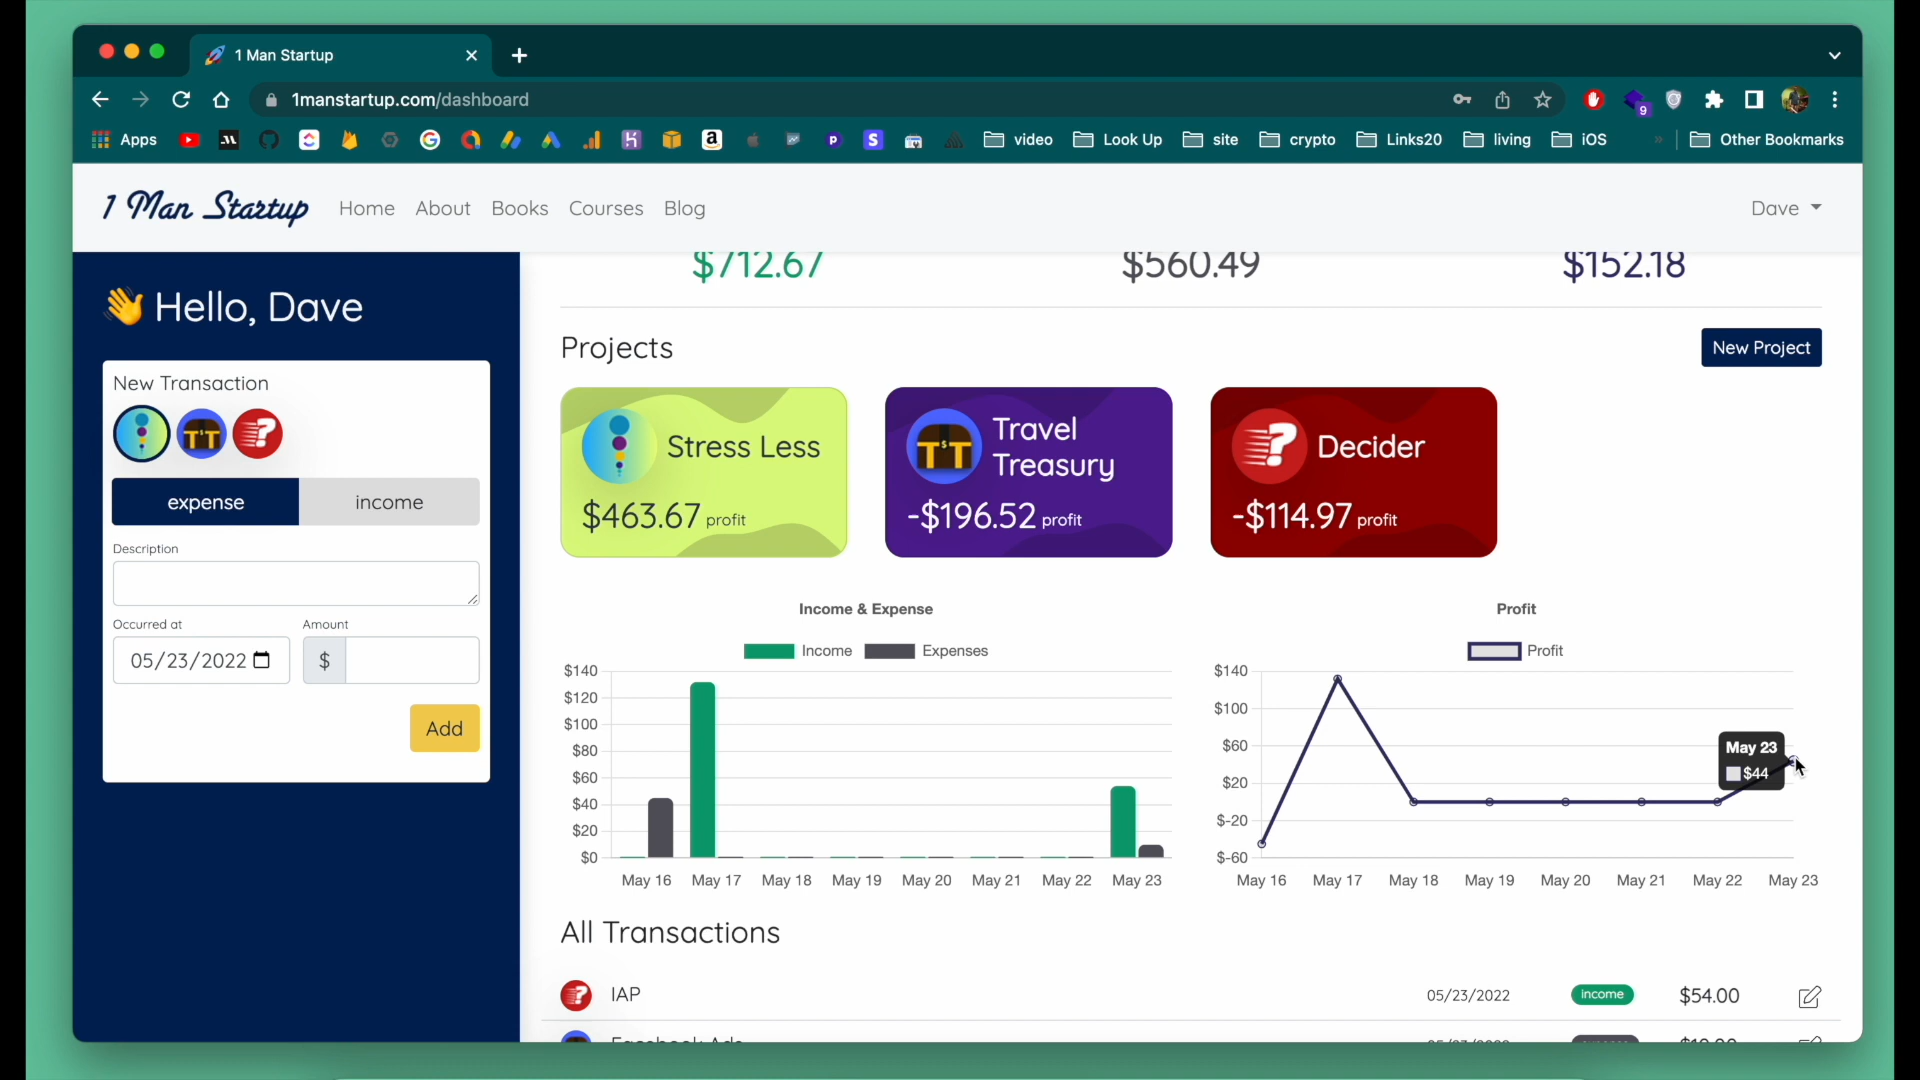 1 Man Startup
1manstartup.com/dashboard
9
Apps
video
Look Up
site
crypto
Links20
living
iOS
»
Other Bookmarks
1 Man Startup
Home
About
Books
Courses
Blog
Dave
$712.67
$560.49
$152.18
👋 Hello, Dave
New Transaction
T$T
expense
income
Description
Occurred at
Amount
05/23/2022
$
Add
Projects
New Project
Stress Less
$463.67 profit
T$T
Travel
Treasury
-$196.52 profit
Decider
-$114.97 profit
Income & Expense
Income
Expenses
$140
$120
$100
$80
$60
$40
$20
$0
May 16
May 17
May 18
May 19
May 20
May 21
May 22
May 23
Profit
Profit
$140
$100
$60
$20
$-20
$-60
May 23
$44
May 16
May 17
May 18
May 19
May 20
May 21
May 22
May 23
All Transactions
IAP
05/23/2022
income
$54.00
Facebook Ads